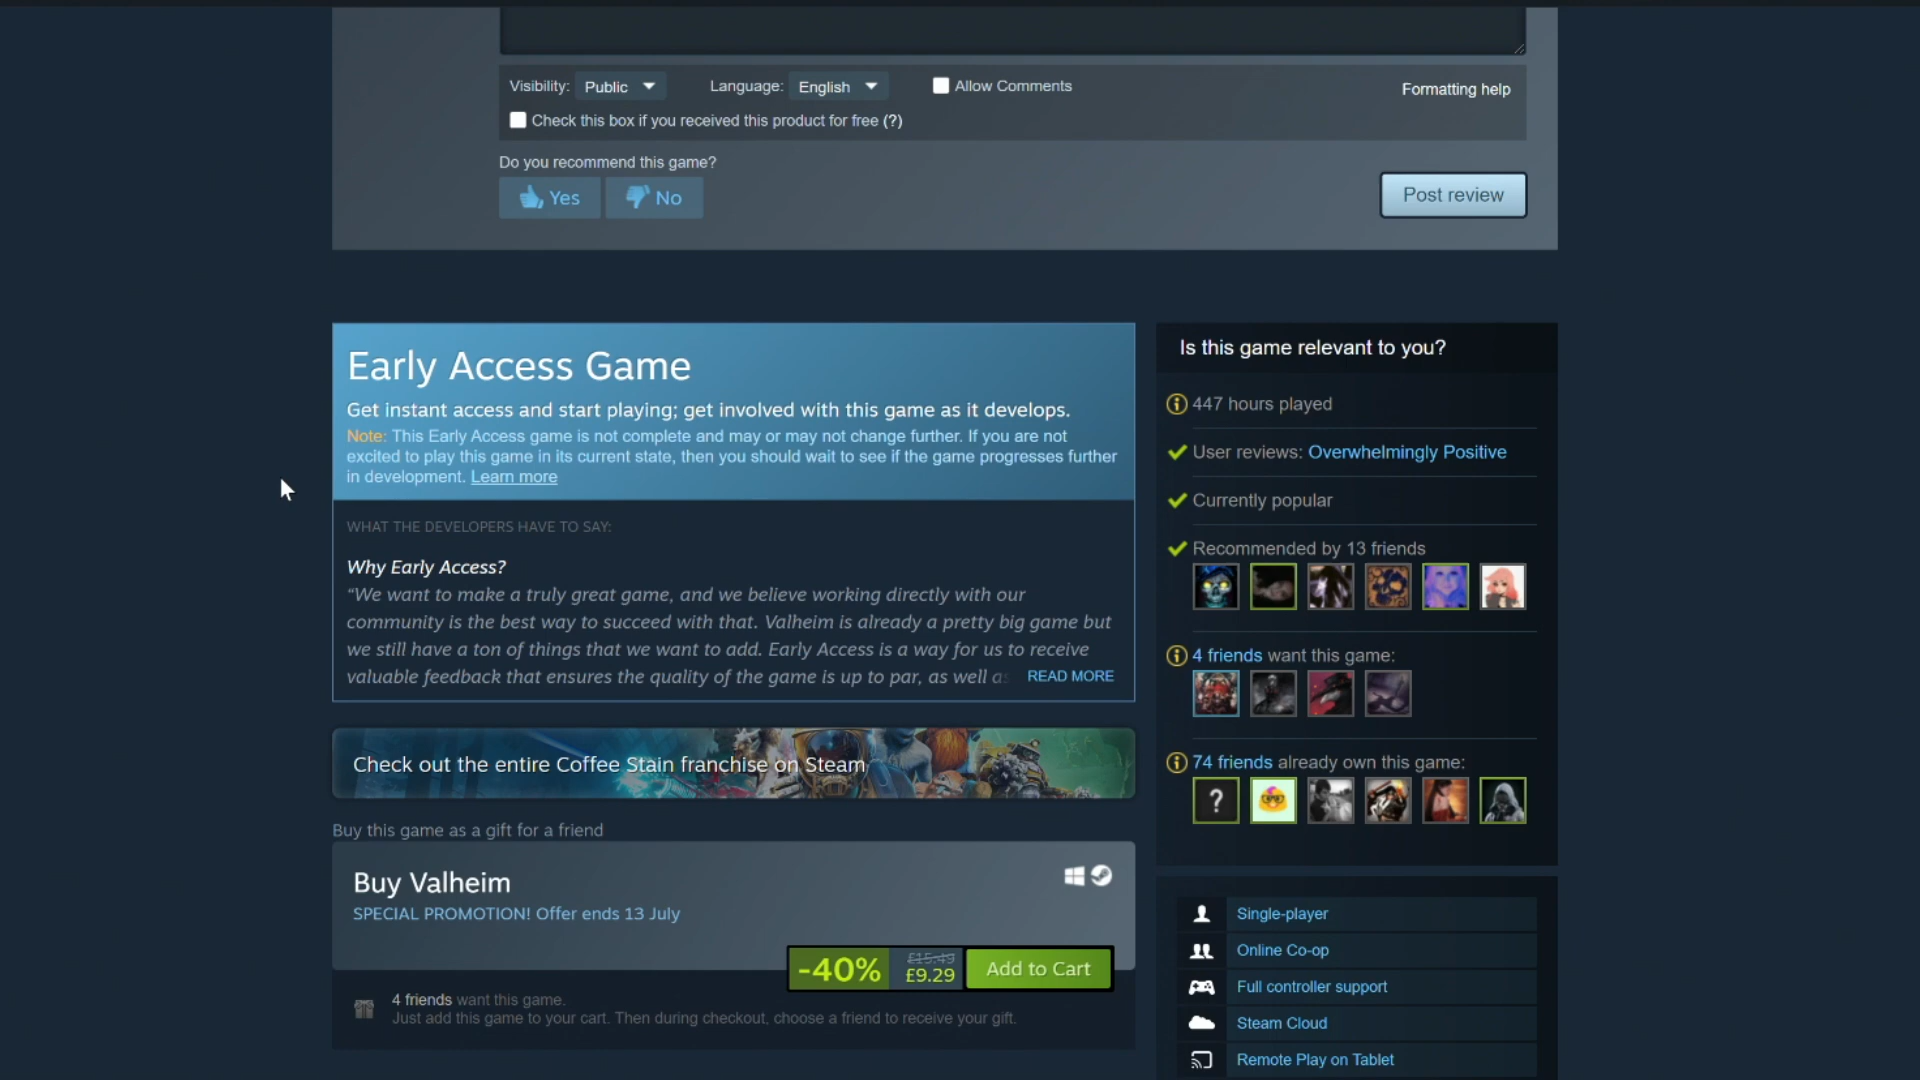 Visibility: Public Language: English Allow Comments Formatting help
Check this box if you received this product for free (?)
Do you recommend this game?
Yes No Post review
Early Access Game
Get instant access and start playing; get involved with this game as it develops.
Note: This Early Access game is not complete and may or may not change further. If you are not
excited to play this game in its current state, then you should wait to see if the game progresses further
in development. Learn more
WHAT THE DEVELOPERS HAVE TO SAY:
Why Early Access?
“We want to make a truly great game, and we believe working directly with our
community is the best way to succeed with that. Valheim is already a pretty big game but
we still have a ton of things that we want to add. Early Access is a way for us to receive
valuable feedback that ensures the quality of the game is up to par, as well as READ MORE
Check out the entire Coffee Stain franchise on Steam
Buy this game as a gift for a friend
Buy Valheim
SPECIAL PROMOTION! Offer ends 13 July
-40% £15.49 £9.29 Add to Cart
4 friends want this game.
Just add this game to your cart. Then during checkout, choose a friend to receive your gift.
Is this game relevant to you?
447 hours played
User reviews: Overwhelmingly Positive
Currently popular
Recommended by 13 friends
4 friends want this game:
74 friends already own this game:
?
Single-player
Online Co-op
Full controller support
Steam Cloud
Remote Play on Tablet